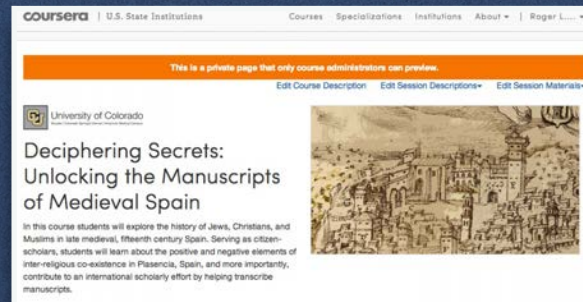 coursera | U.S. State Institutions Courses Specializations Institutions About | Roger L....
This is a private page that only course administrators can preview.
Edit Course Description Edit Session Descriptions Edit Session Materials
University of Colorado
Deciphering Secrets:
Unlocking the Manuscripts
of Medieval Spain
In this course students will explore the history of Jews, Christians, and
Muslims in late medieval, fifteenth century Spain. Serving as citizen-
scholars, students will learn about the positive and negative elements of
inter-religious co-existence in Plasencia, Spain, and more importantly,
contribute to an international scholarly effort by helping transcribe
manuscripts.